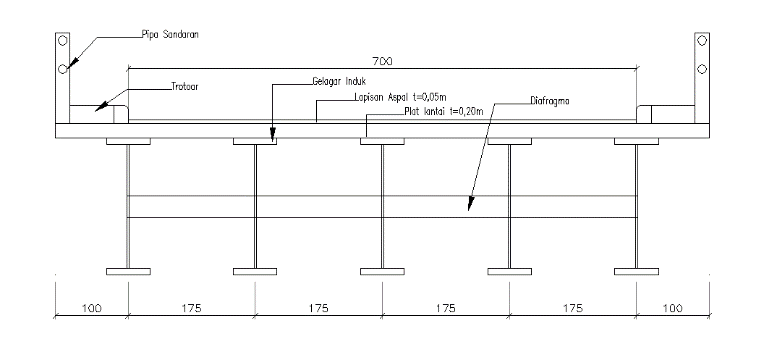 Pipa Sandaran
700
Gelagar Induk
Trotoar
Lapisan Aspal t=0,05m
Diafragma
Plat lantai t=0,20m
100
175
175
175
175
100